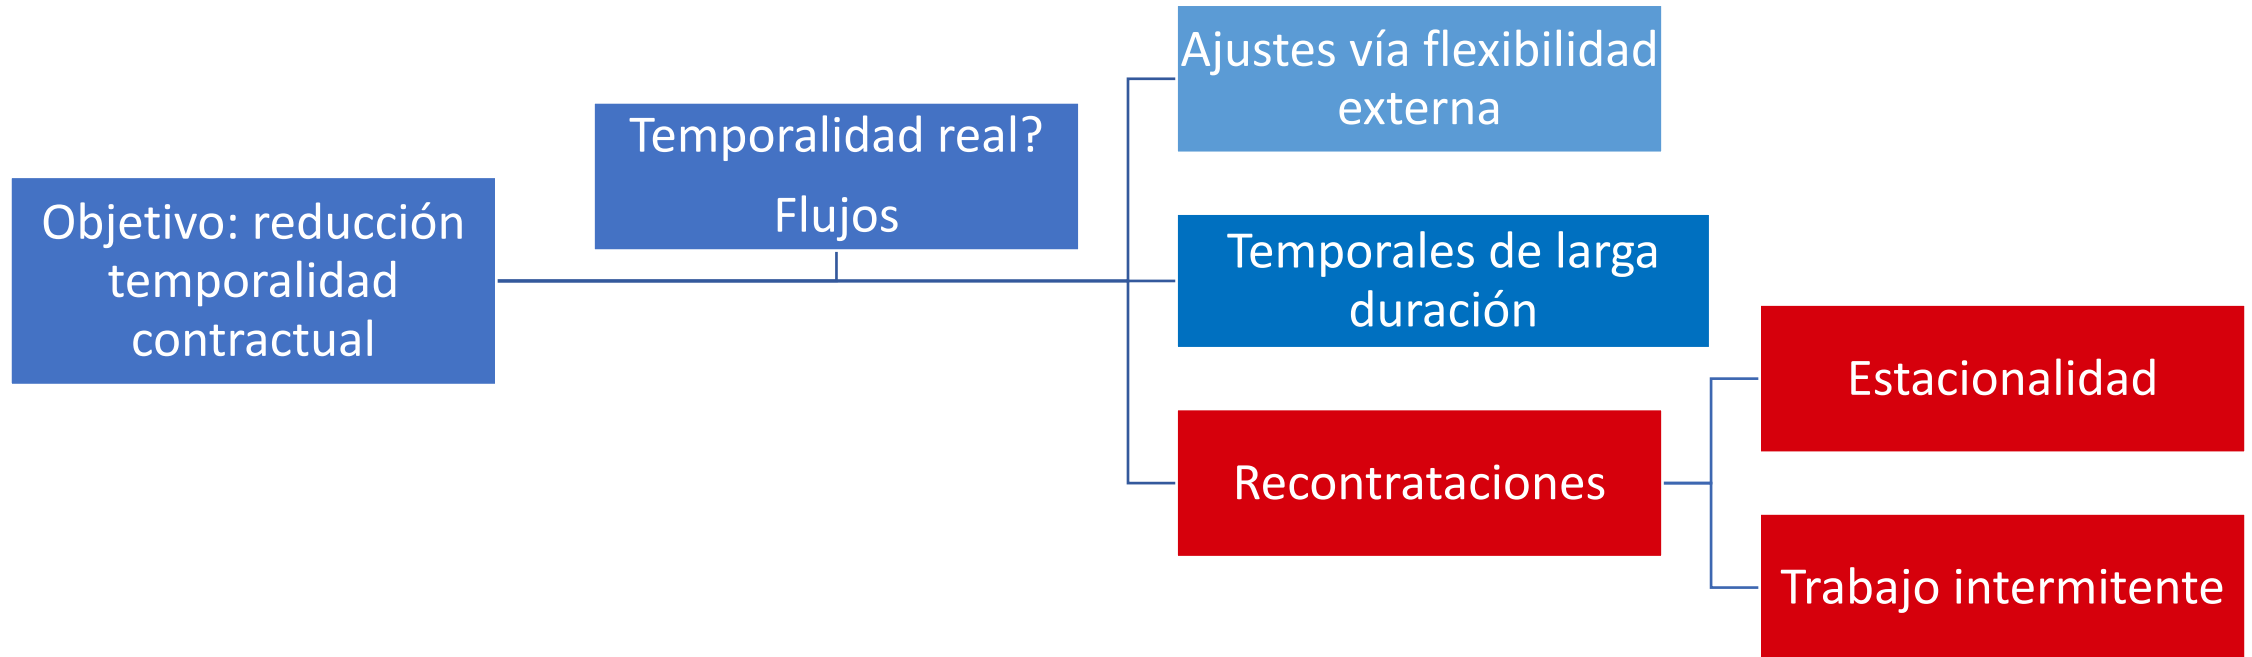 Objetivo: reducción
temporalidad
contractual
Temporalidad real?
Flujos
Ajustes vía flexibilidad
externa
Temporales de larga
duración
Recontrataciones
Estacionalidad
Trabajo intermitente